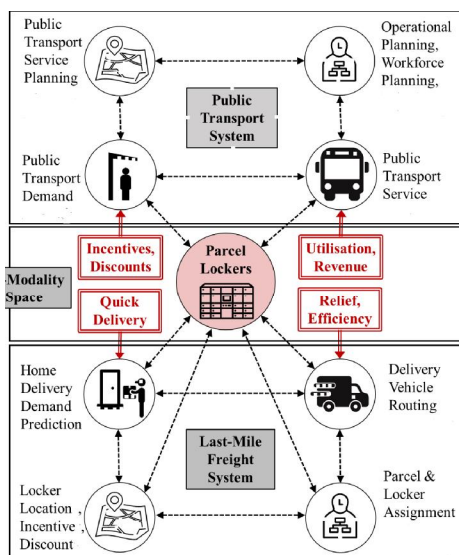 Public
Transport
Service
Planning
Operational
Planning,
Workforce
Planning,
Public
Transport
System
Public
Transport
Demand
Public
Transport
Service
Incentives,
Discounts
Parcel
Lockers
Utilisation,
Revenue
-Modality
Space
Quick
Delivery
Relief,
Efficiency
Home
Delivery
Demand
Prediction
Delivery
Vehicle
Routing
Last-Mile
Freight
System
Locker
Location ,
Incentive ,
Discount
Parcel &
Locker
Assignment